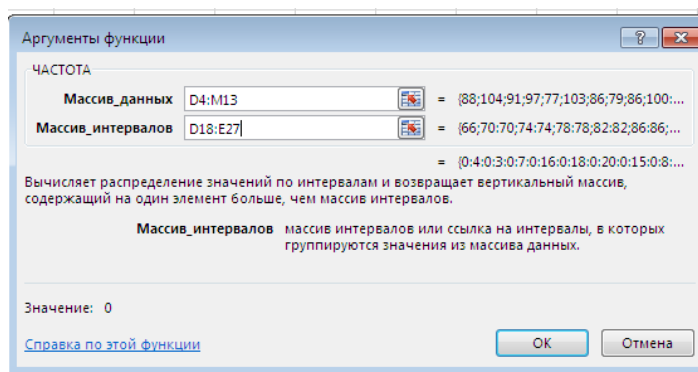 Аргументы функции
ЧАСТОТА
Массив_данных D4:M13 = {88;104;91;97;77;103;86;79;86;100:...
Массив_интервалов D18:E27 = {66;70:70;74:74;78:78;82:82;86:86;...
= {0:4:0:3:0:7:0:16:0:18:0:20:0:15:0:8:...
Вычисляет распределение значений по интервалам и возвращает вертикальный массив,
содержащий на один элемент больше, чем массив интервалов.
Массив_интервалов массив интервалов или ссылка на интервалы, в которых
группируются значения из массива данных.
Значение: 0
Справка по этой функции OK Отмена